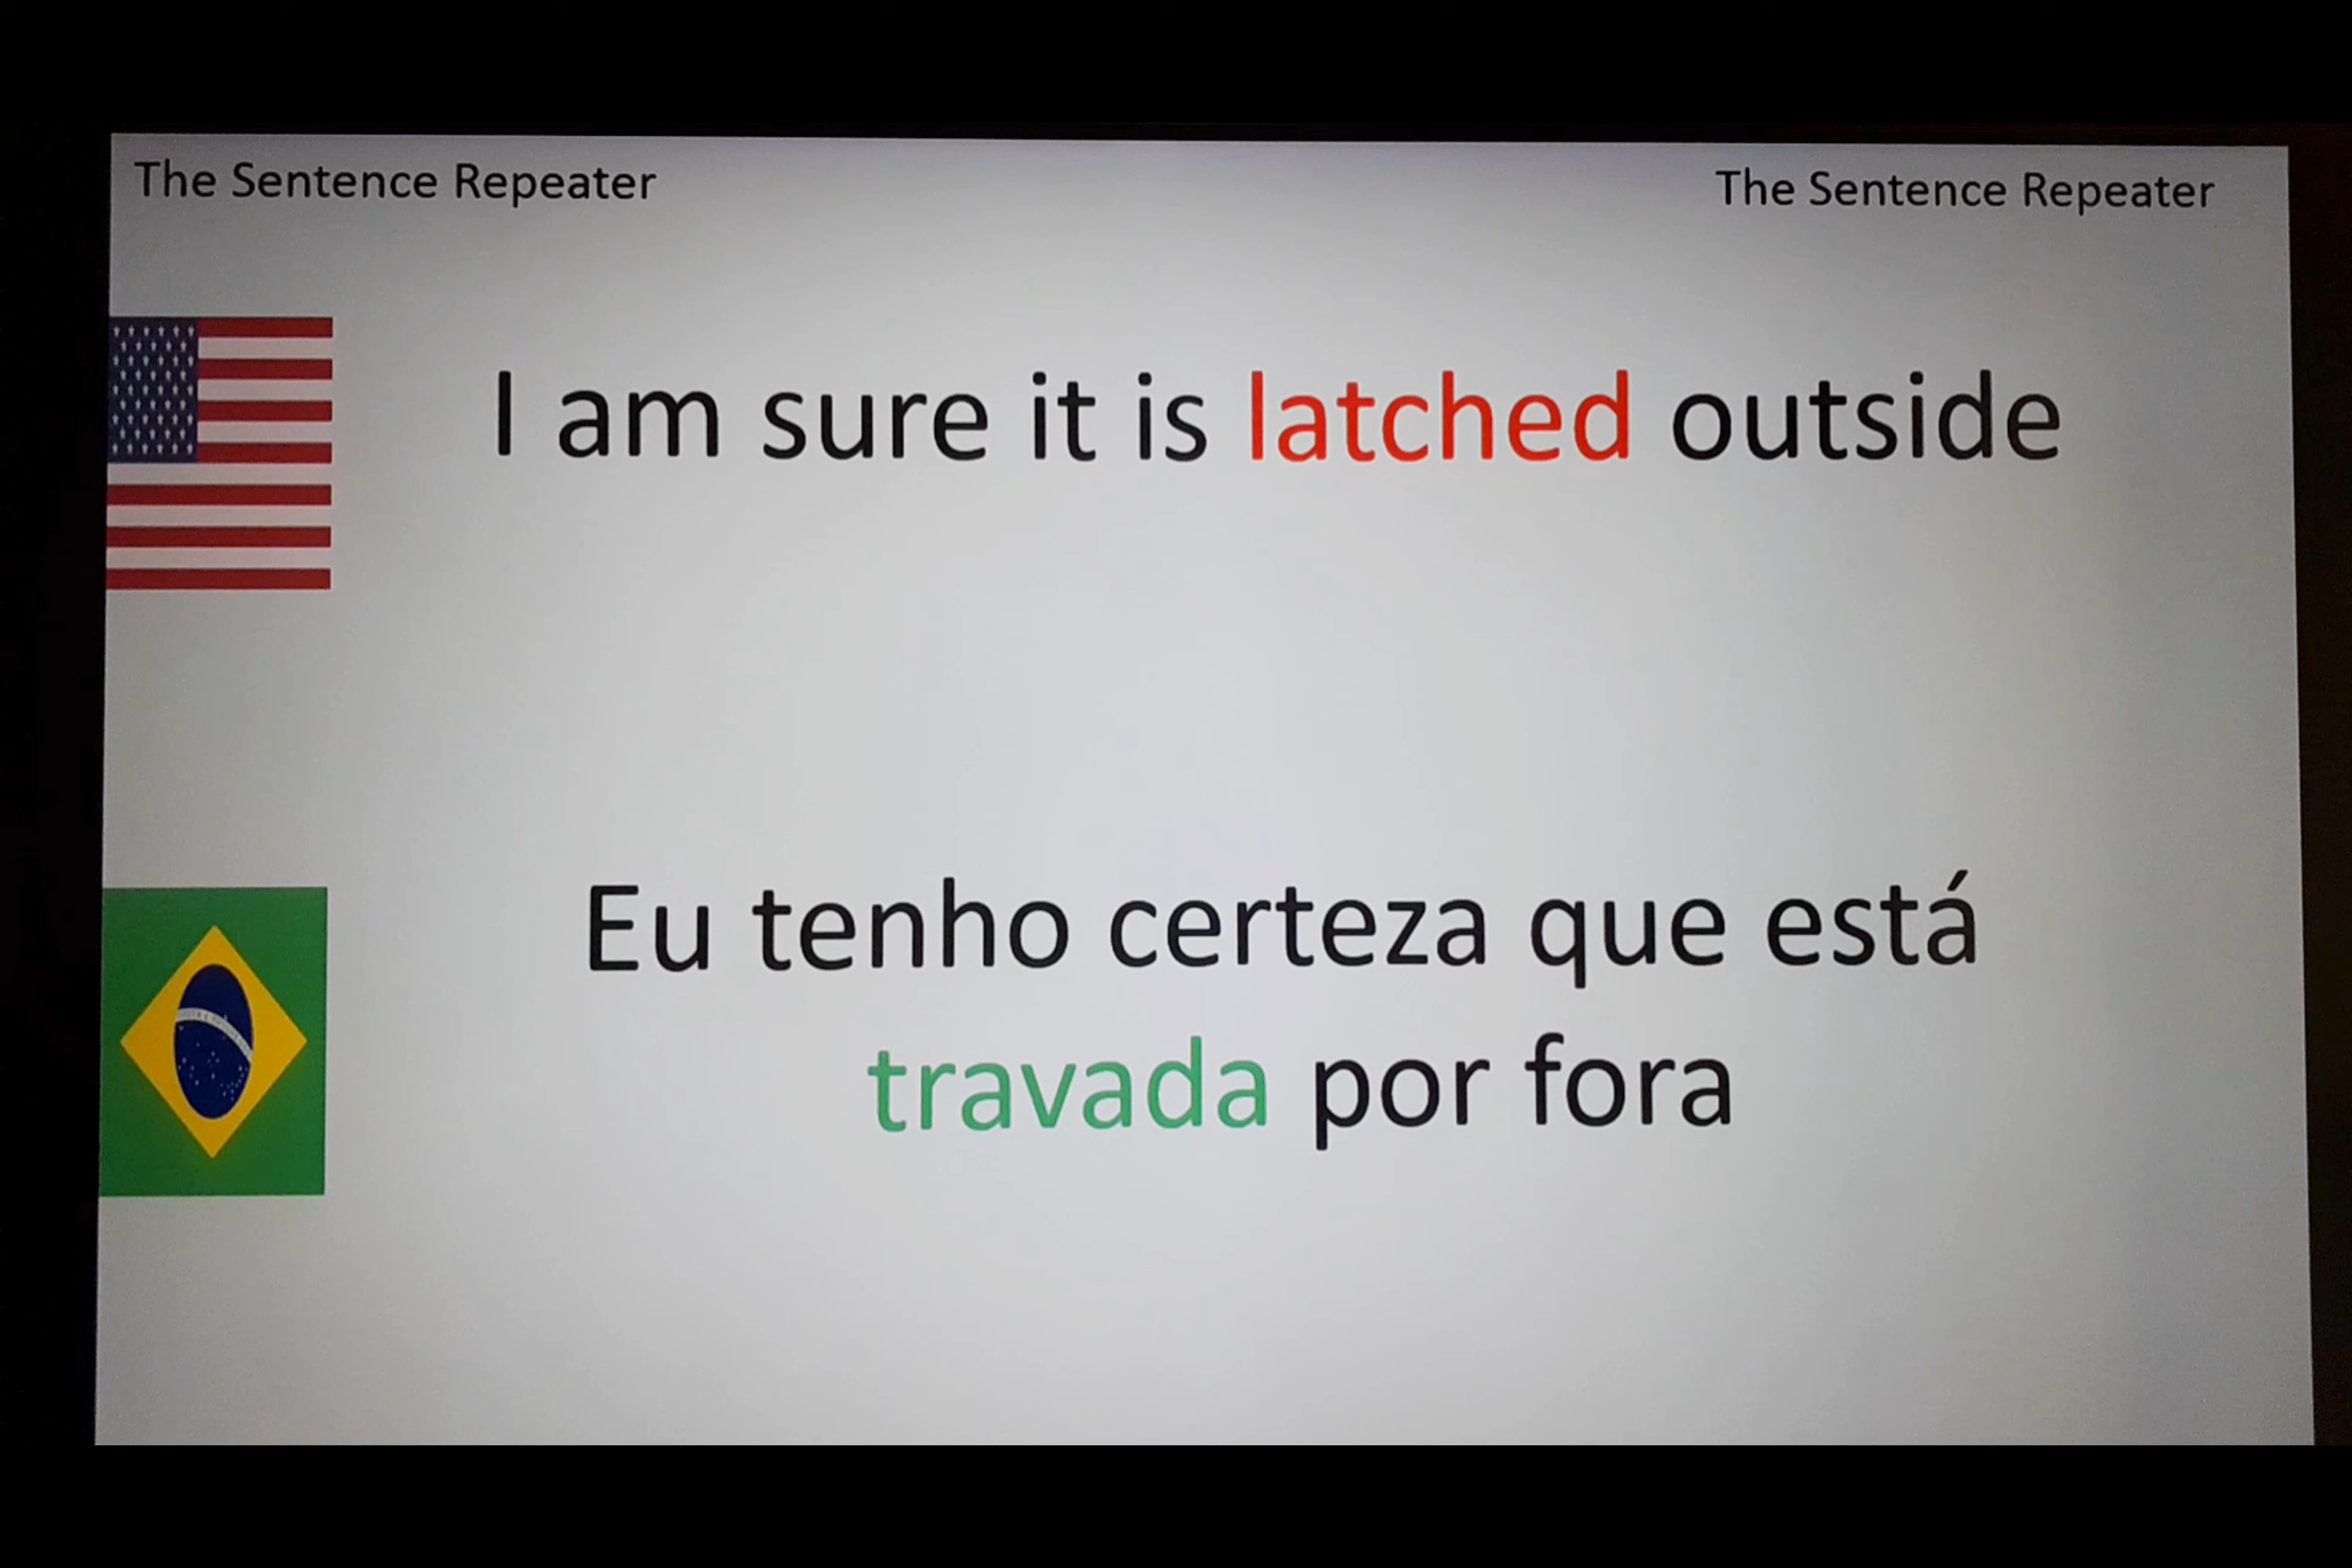 The Sentence Repeater
The Sentence Repeater
I am sure it is latched outside
Eu tenho certeza que está
travada por fora